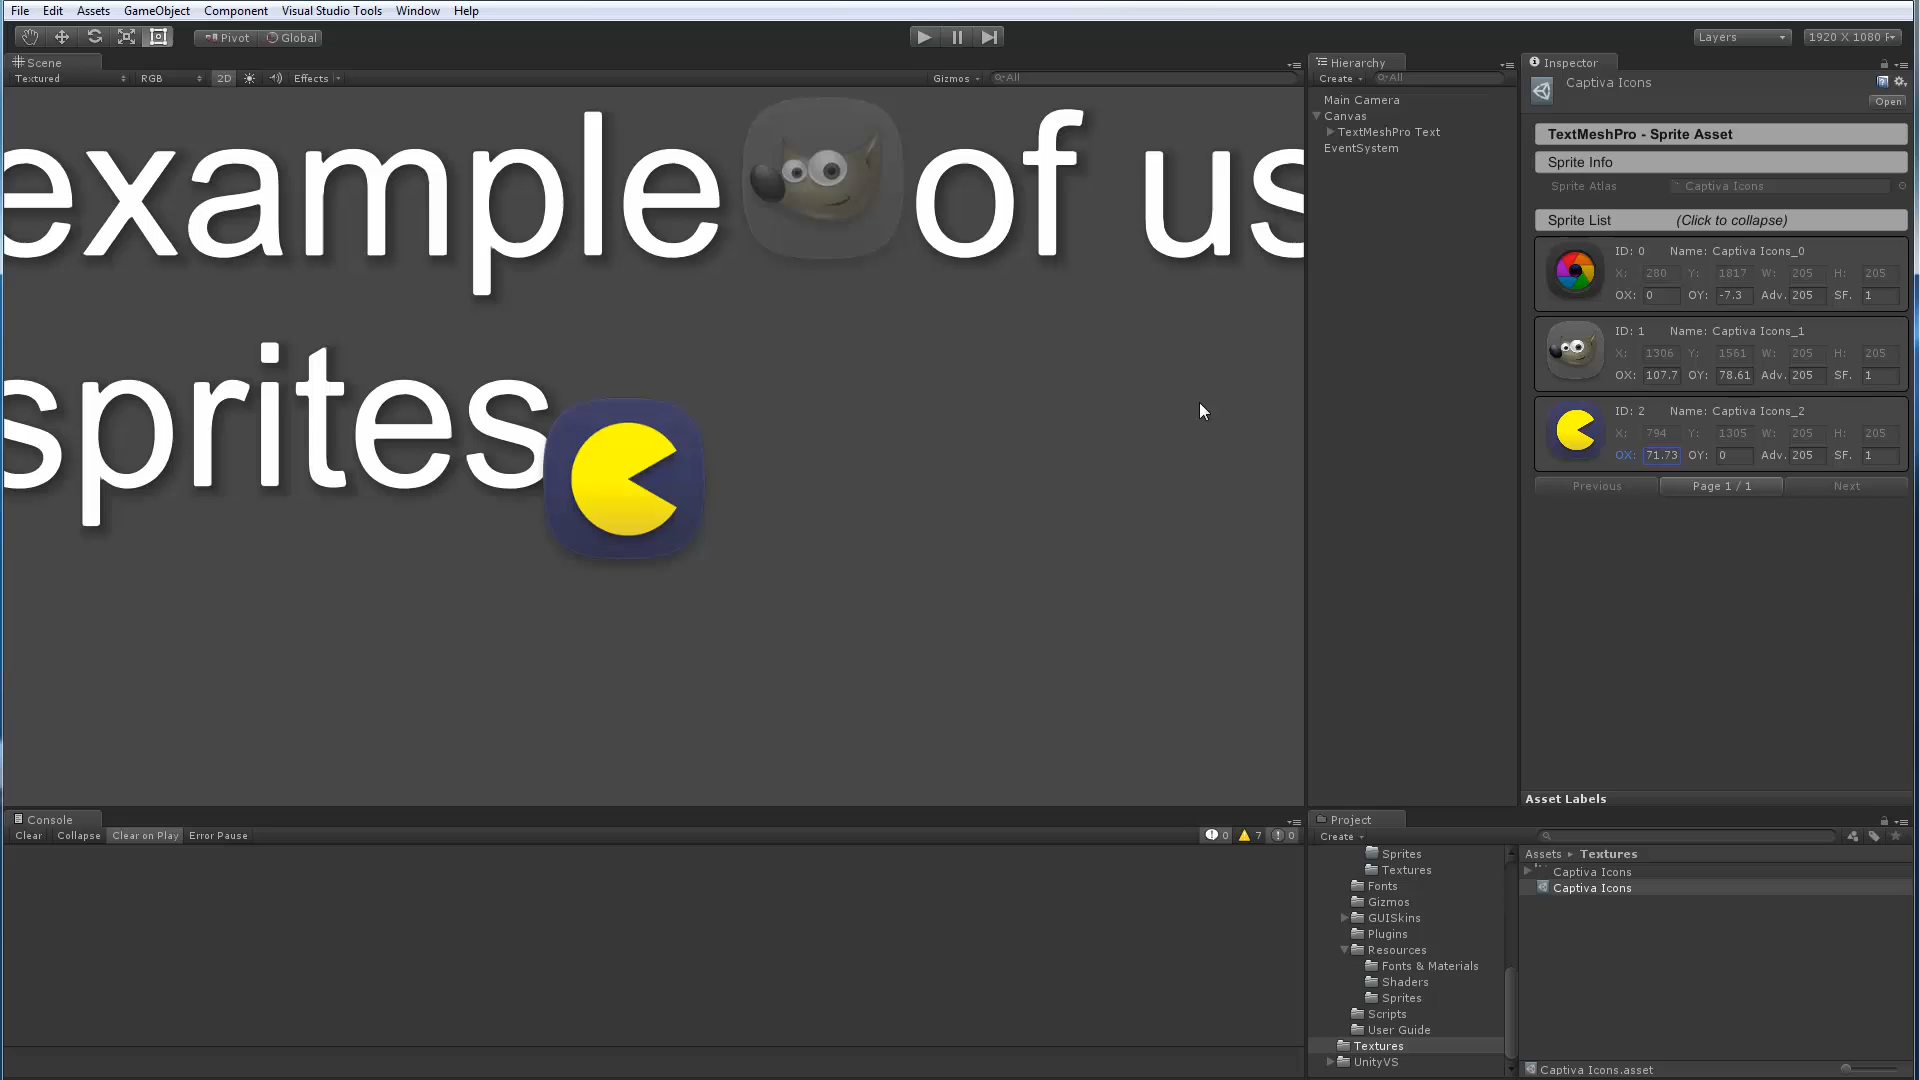 File Edit Assets GameObject Component Visual Studio Tools Window Help
Pivot Global Layers 1920 X 1080 F
Scene
Textured RGB 2D Effects Gizmos All
example of us
sprites
Hierarchy
Create All
Main Camera
Canvas
TextMeshPro Text
EventSystem
Inspector
Captiva Icons
Open
TextMeshPro - Sprite Asset
Sprite Info
Sprite Atlas Captiva Icons
Sprite List (Click to collapse)
ID: 0 Name: Captiva Icons_0
X: 280 Y: 1817 W: 205 H: 205
OX: 0 OY: -7.3 Adv. 205 SF. 1
ID: 1 Name: Captiva Icons_1
X: 1306 Y: 1561 W: 205 H: 205
OX: 107.7 OY: 78.61 Adv. 205 SF. 1
ID: 2 Name: Captiva Icons_2
X: 794 Y: 1305 W: 205 H: 205
OX: 71.73 OY: 0 Adv. 205 SF. 1
Previous Page 1 / 1 Next
Asset Labels
Console
Clear Collapse Clear on Play Error Pause 0 7 0
Project
Create
Sprites
Textures
Fonts
Gizmos
GUISkins
Plugins
Resources
Fonts & Materials
Shaders
Sprites
Scripts
User Guide
Textures
UnityVS
Assets Textures
Captiva Icons
Captiva Icons
Captiva Icons.asset